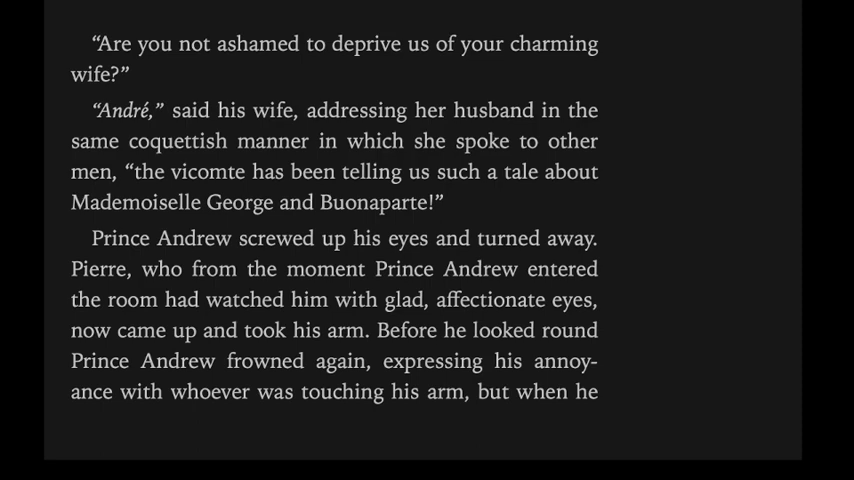 “Are you not ashamed to deprive us of your charming
wife?”
“André,” said his wife, addressing her husband in the
same coquettish manner in which she spoke to other
men, “the vicomte has been telling us such a tale about
Mademoiselle George and Buonaparte!”
Prince Andrew screwed up his eyes and turned away.
Pierre, who from the moment Prince Andrew entered
the room had watched him with glad, affectionate eyes,
now came up and took his arm. Before he looked round
Prince Andrew frowned again, expressing his annoy-
ance with whoever was touching his arm, but when he